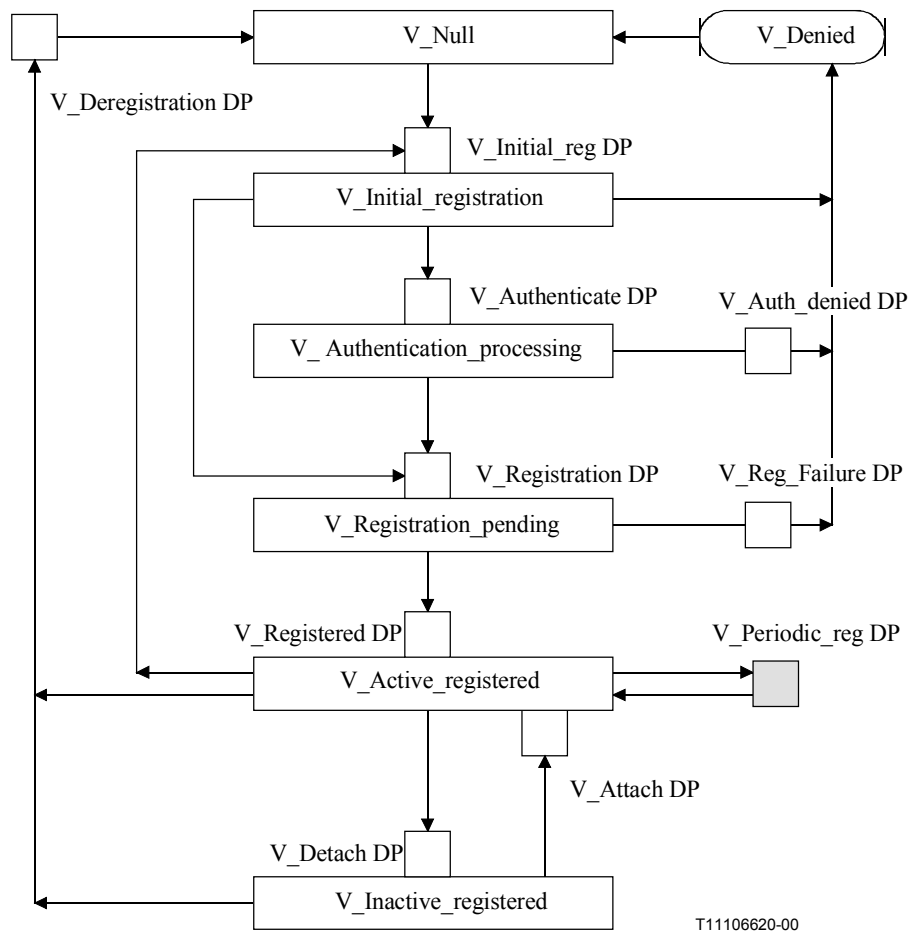 V_Null
V_Denied
V_Deregistration DP
V_Initial_reg DP
V_Initial_registration
V_Authenticate DP
V_Auth_denied DP
V_ Authentication_processing
V_Registration DP
V_Reg_Failure DP
V_Registration_pending
V_Registered DP
V_Periodic_reg DP
V_Active_registered
V_Attach DP
V_Detach DP
V_Inactive_registered
T11106620-00